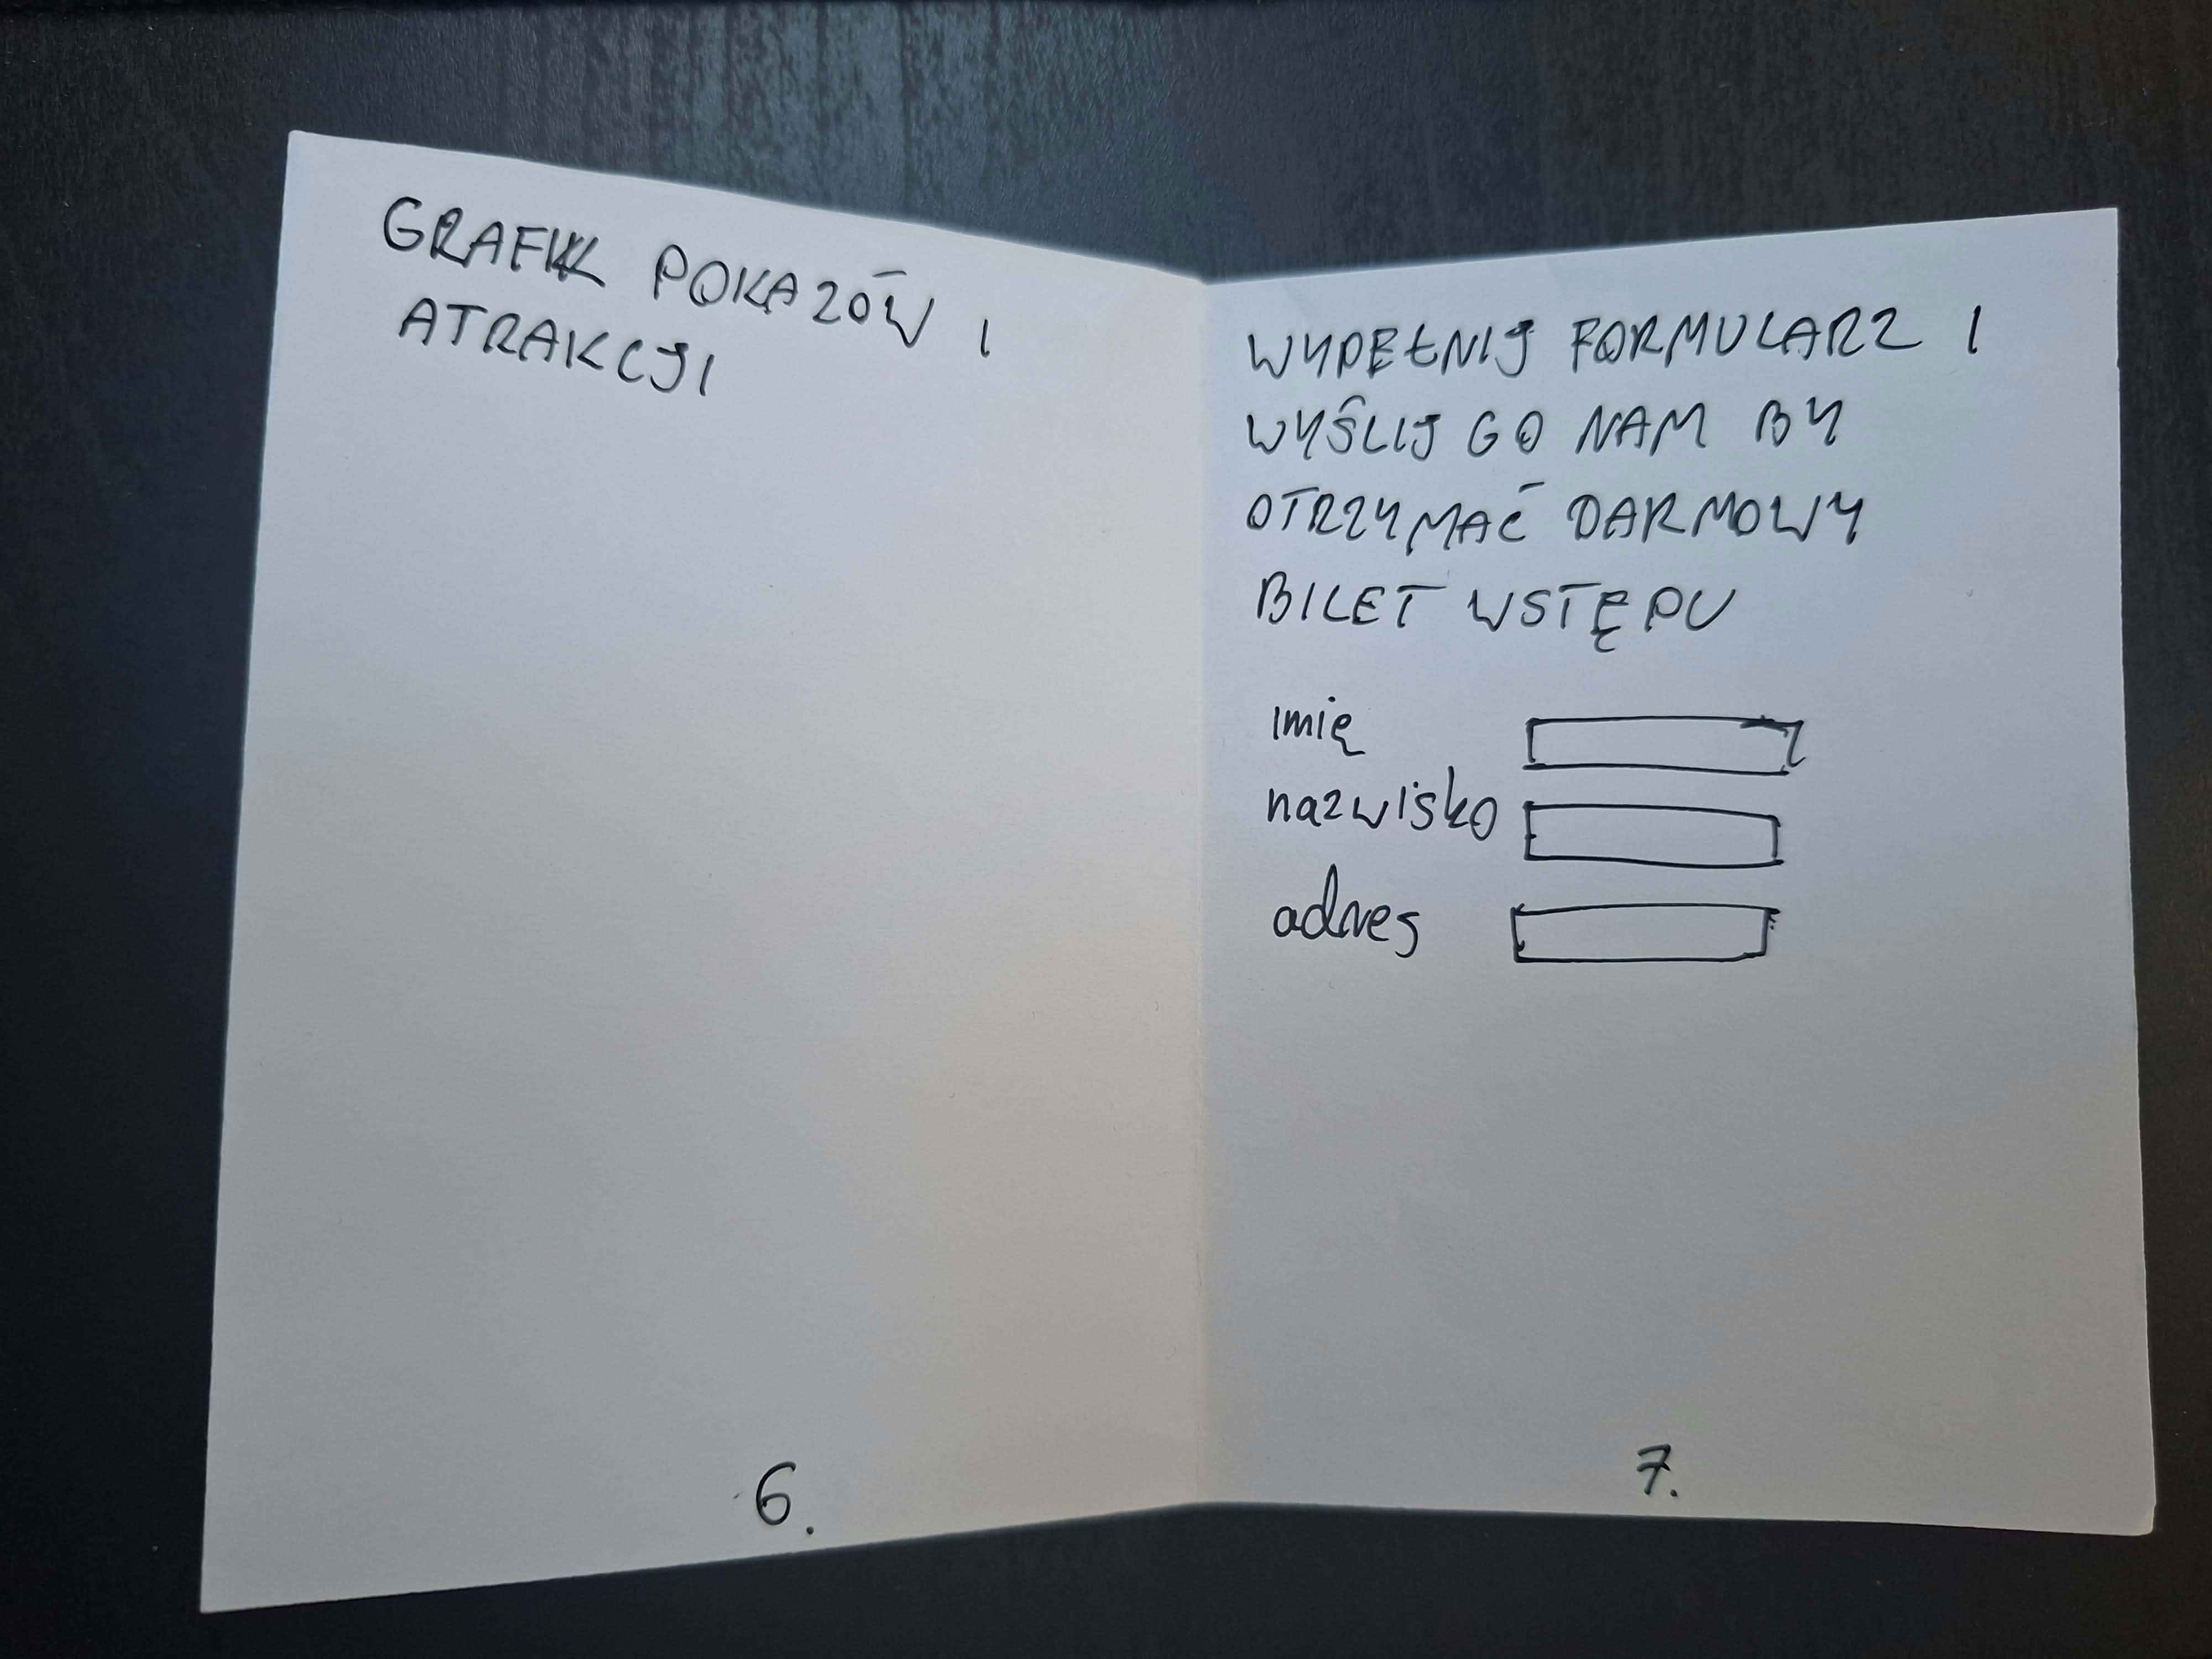 GRAFIK POKAZÓW I
ATRAKCJI
6.
WYPEŁNIJ FORMULARZ I
WYŚLIJ GO NAM BY
OTRZYMAĆ DARMOWY
BILET WSTĘPU
imię
nazwisko
adres
7.